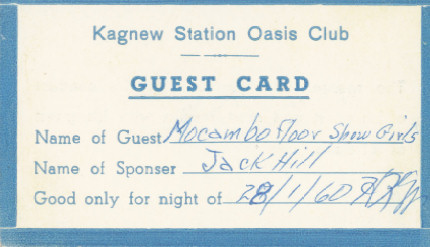 Kagnew Station Oasis Club
GUEST CARD
Name of Guest Mocambo Floor Show Girls
Name of Sponser Jack Hill
Good only for night of 28/1/60